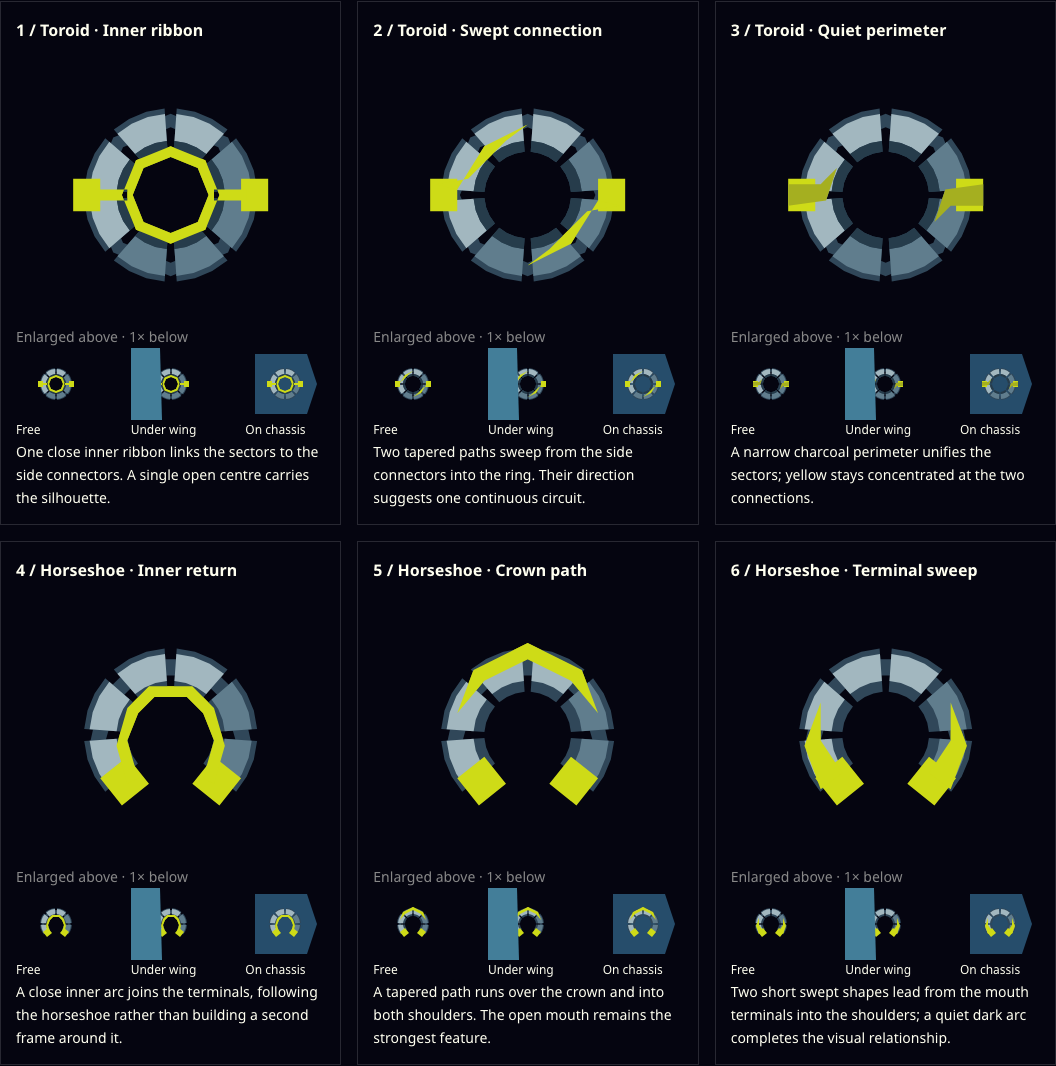 1 / Toroid · Inner ribbon
Enlarged above · 1× below
Free
Under wing
On chassis
One close inner ribbon links the sectors to the
side connectors. A single open centre carries
the silhouette.
2 / Toroid · Swept connection
Enlarged above · 1× below
Free
Under wing
On chassis
Two tapered paths sweep from the side
connectors into the ring. Their direction
suggests one continuous circuit.
3 / Toroid · Quiet perimeter
Enlarged above · 1× below
Free
Under wing
On chassis
A narrow charcoal perimeter unifies the
sectors; yellow stays concentrated at the two
connections.
4 / Horseshoe · Inner return
Enlarged above · 1× below
Free
Under wing
On chassis
A close inner arc joins the terminals, following
the horseshoe rather than building a second
frame around it.
5 / Horseshoe · Crown path
Enlarged above · 1× below
Free
Under wing
On chassis
A tapered path runs over the crown and into
both shoulders. The open mouth remains the
strongest feature.
6 / Horseshoe · Terminal sweep
Enlarged above · 1× below
Free
Under wing
On chassis
Two short swept shapes lead from the mouth
terminals into the shoulders; a quiet dark arc
completes the visual relationship.